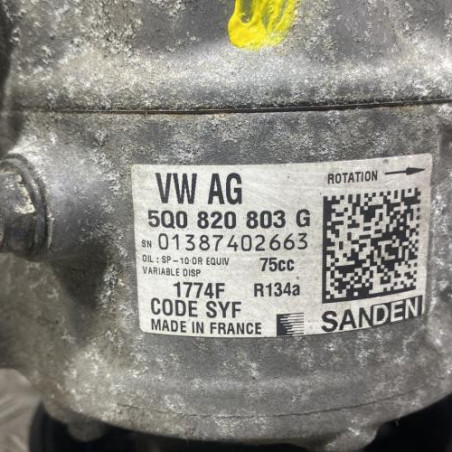 VW AG
ROTATION
5Q0 820 803 G
SN 01387402663
OIL : SP-10 OR EQUIV 75cc
VARIABLE DISP
1774F R134a
CODE SYF
MADE IN FRANCE SANDEN